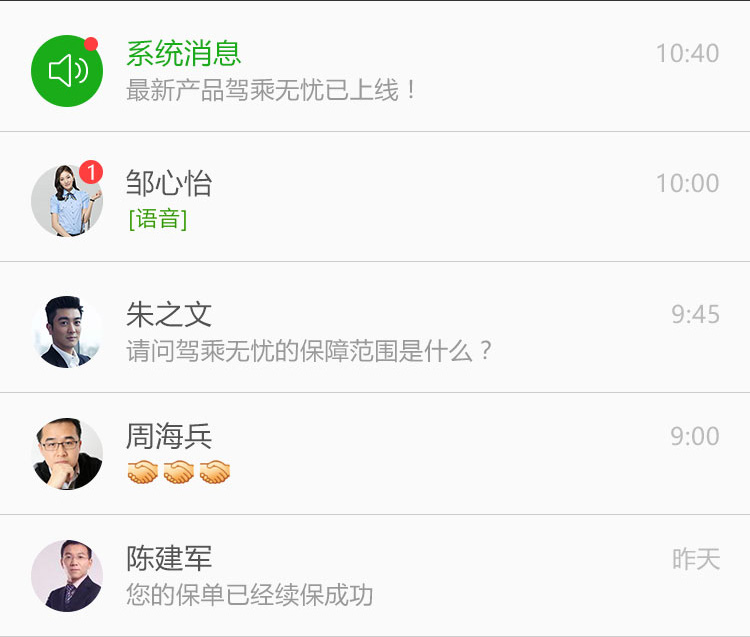 系统消息
10:40
最新产品驾乘无忧已上线！
1
邹心怡
10:00
[语音]
朱之文
9:45
请问驾乘无忧的保障范围是什么？
周海兵
9:00
陈建军
昨天
您的保单已经续保成功